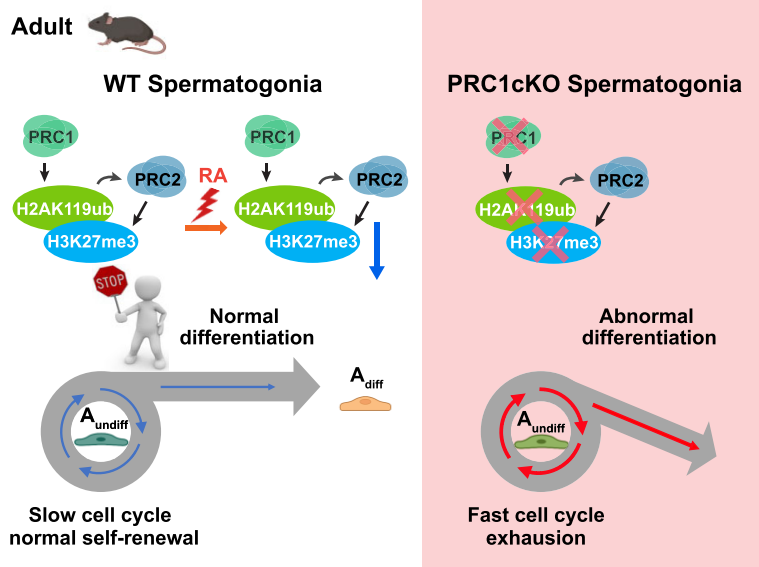 Adult
WT Spermatogonia
PRC1
PRC2
H2AK119ub
H3K27me3
RA
PRC1
PRC2
H2AK119ub
H3K27me3
STOP
Normal
differentiation
Aundiff
Adiff
Slow cell cycle
normal self-renewal
PRC1cKO Spermatogonia
PRC1
PRC2
H2AK119ub
H3K27me3
Abnormal
differentiation
Aundiff
Fast cell cycle
exhausion